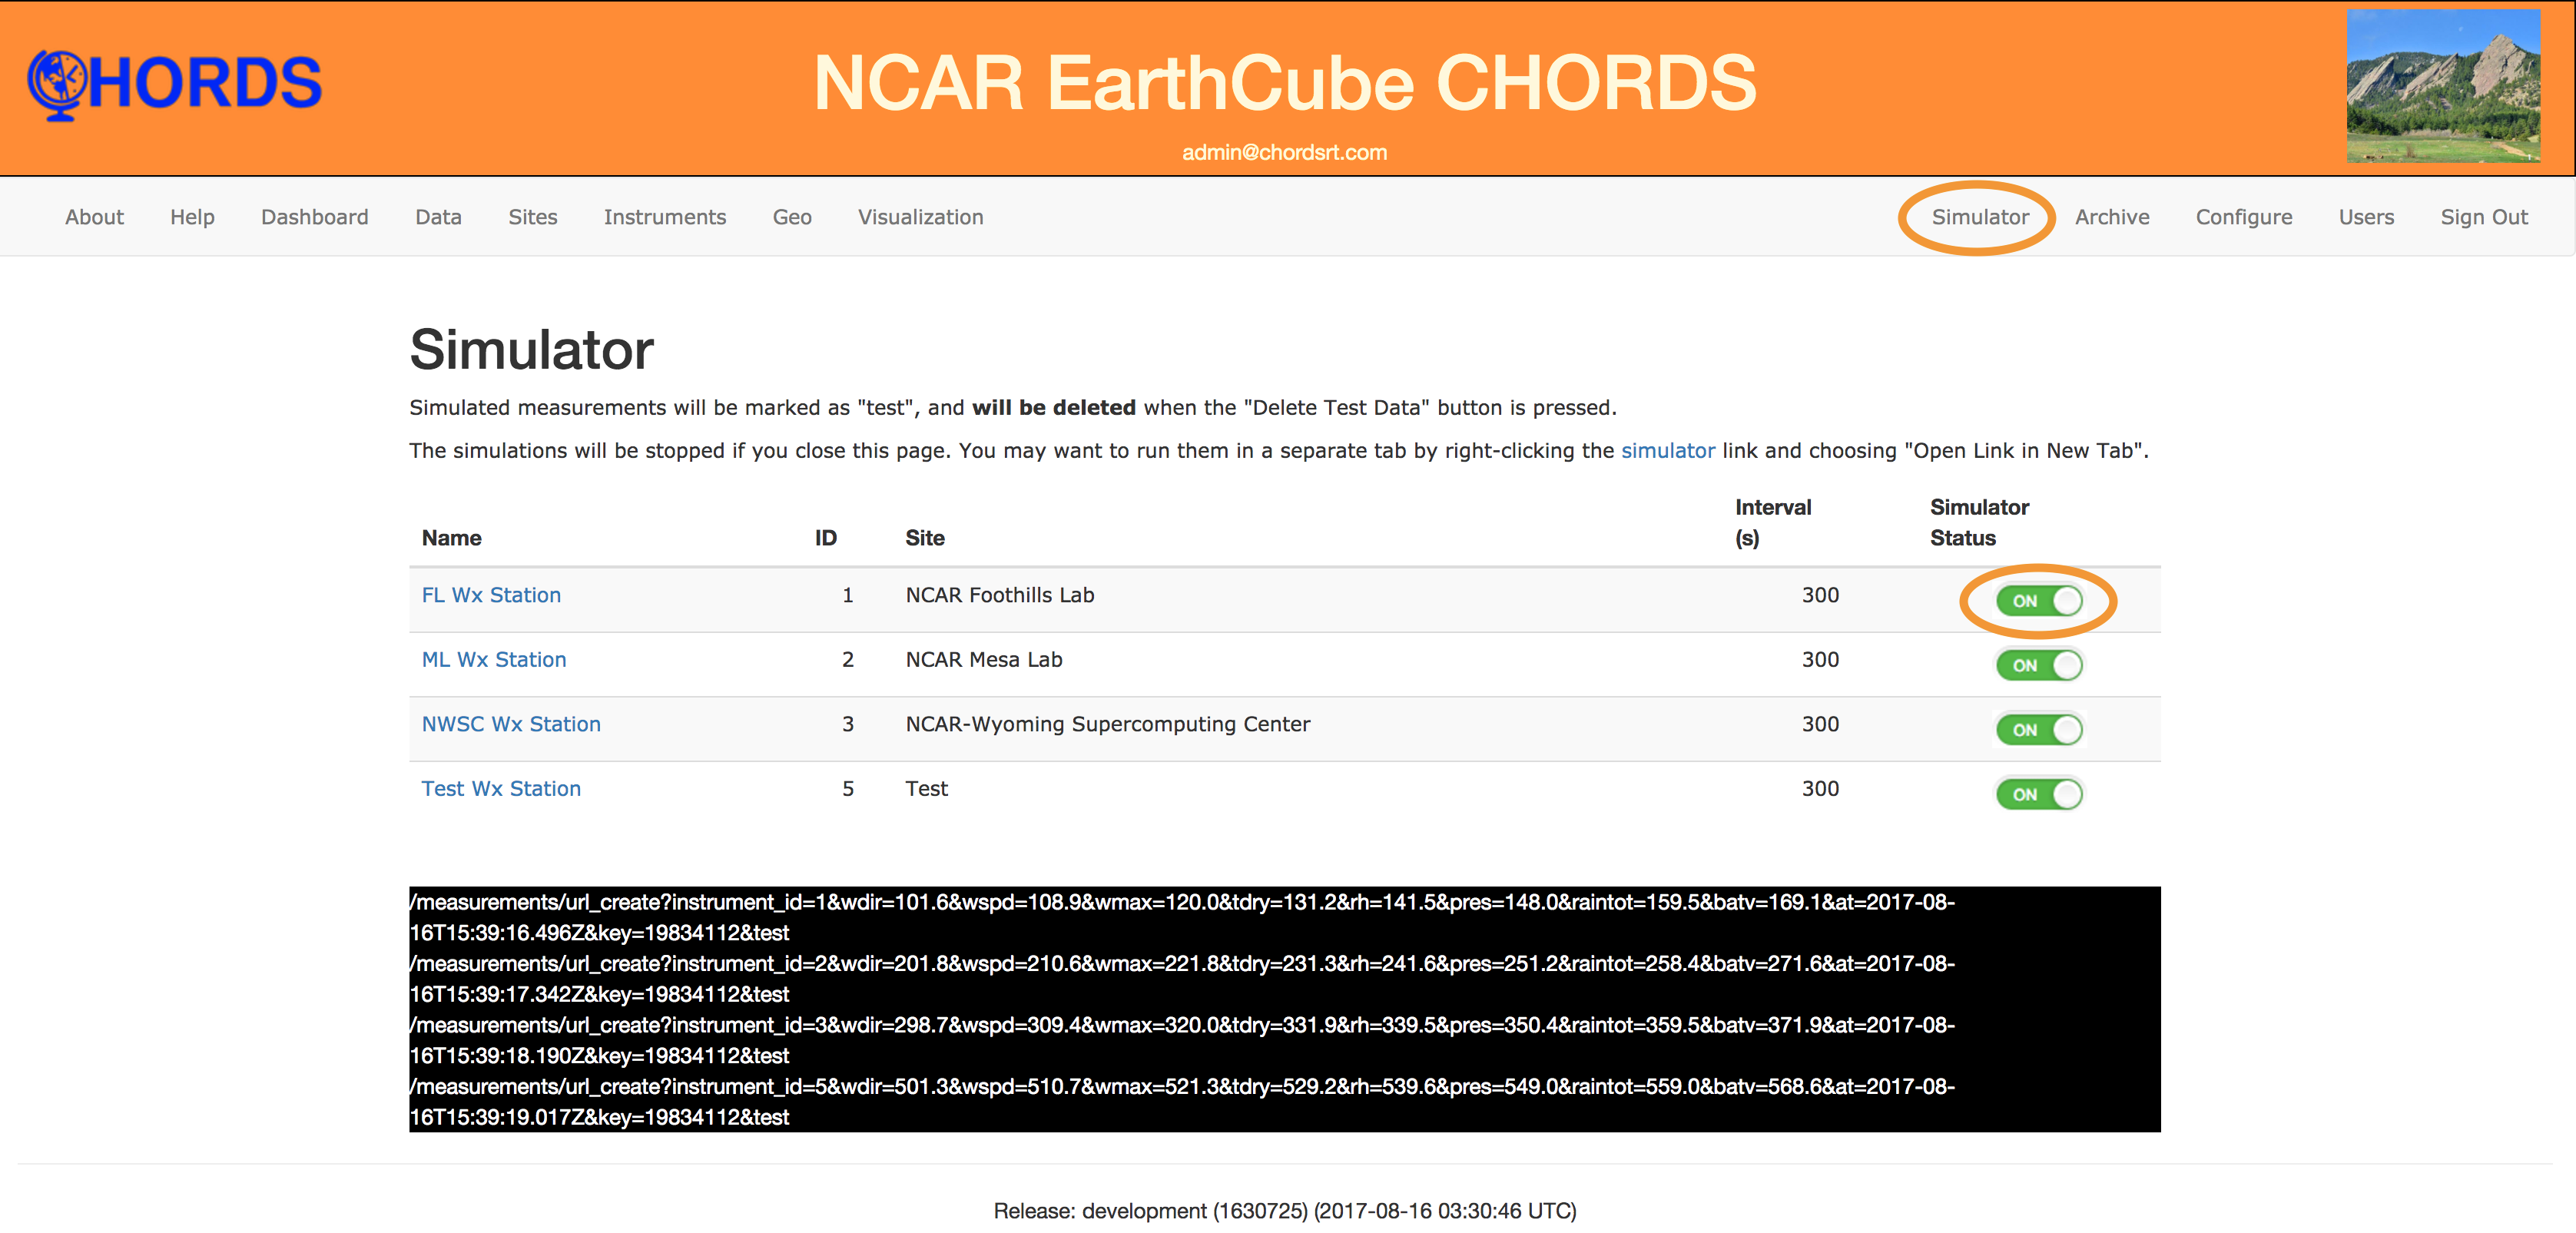 CHORDS
NCAR EarthCube CHORDS
admin@chordsrt.com
About Help Dashboard Data Sites Instruments Geo Visualization Simulator Archive Configure Users Sign Out
Simulator
Simulated measurements will be marked as "test", and will be deleted when the "Delete Test Data" button is pressed.
The simulations will be stopped if you close this page. You may want to run them in a separate tab by right-clicking the simulator link and choosing "Open Link in New Tab".
Name ID Site Interval (s) Simulator Status
FL Wx Station 1 NCAR Foothills Lab 300 ON
ML Wx Station 2 NCAR Mesa Lab 300 ON
NWSC Wx Station 3 NCAR-Wyoming Supercomputing Center 300 ON
Test Wx Station 5 Test 300 ON
/measurements/url_create?instrument_id=1&wdir=101.6&wspd=108.9&wmax=120.0&tdry=131.2&rh=141.5&pres=148.0&raintot=159.5&batv=169.1&at=2017-08-
16T15:39:16.496Z&key=19834112&test
/measurements/url_create?instrument_id=2&wdir=201.8&wspd=210.6&wmax=221.8&tdry=231.3&rh=241.6&pres=251.2&raintot=258.4&batv=271.6&at=2017-08-
16T15:39:17.342Z&key=19834112&test
/measurements/url_create?instrument_id=3&wdir=298.7&wspd=309.4&wmax=320.0&tdry=331.9&rh=339.5&pres=350.4&raintot=359.5&batv=371.9&at=2017-08-
16T15:39:18.190Z&key=19834112&test
/measurements/url_create?instrument_id=5&wdir=501.3&wspd=510.7&wmax=521.3&tdry=529.2&rh=539.6&pres=549.0&raintot=559.0&batv=568.6&at=2017-08-
16T15:39:19.017Z&key=19834112&test
Release: development (1630725) (2017-08-16 03:30:46 UTC)